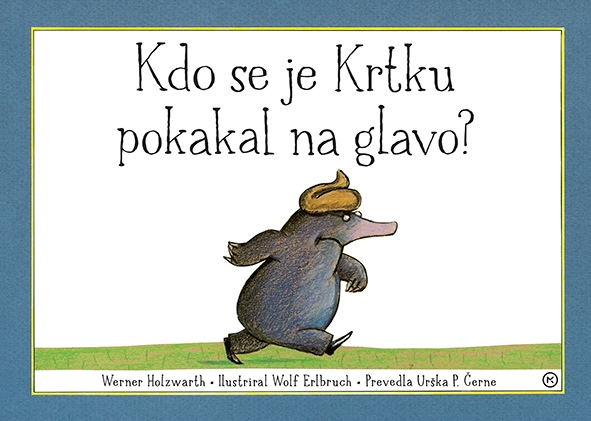 Kdo se je Krtku
pokakal na glavo?
Werner Holzwarth • Ilustriral Wolf Erlbruch • Prevedla Urška P. Černe
M